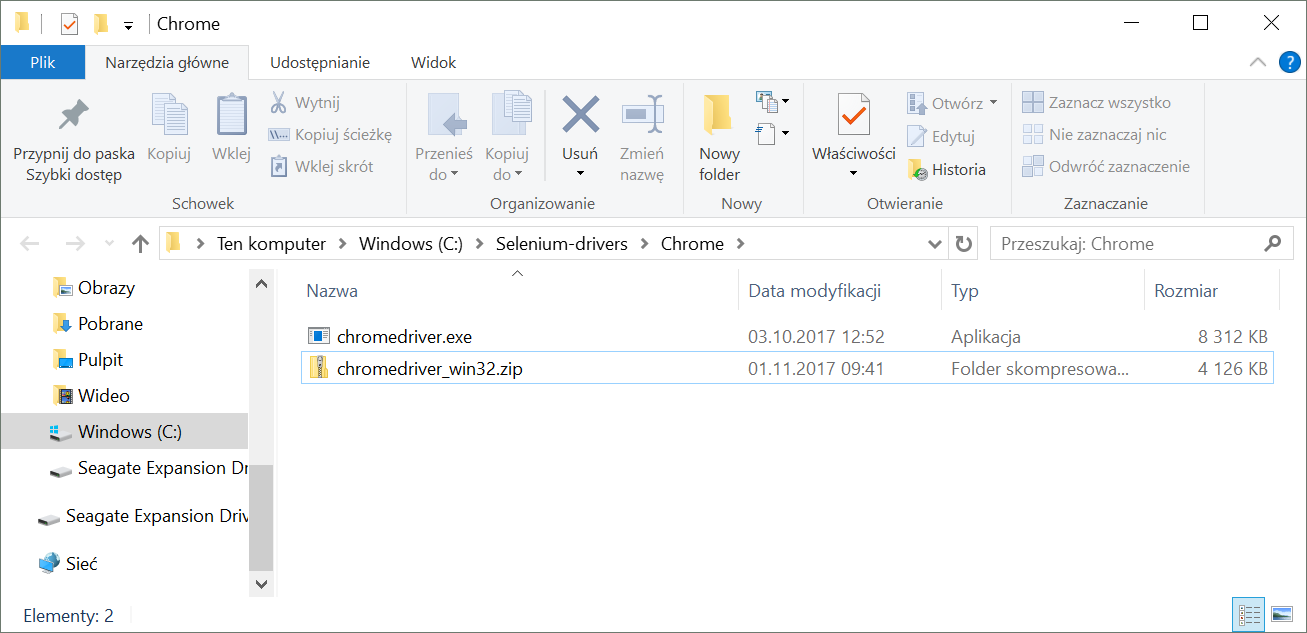 Chrome
Plik Narzędzia główne Udostępnianie Widok
?
Przypnij do paska
Szybki dostęp
Kopiuj
Wklej
Wytnij
Kopiuj ścieżkę
Wklej skrót
Schowek
Przenieś
do
Kopiuj
do
Usuń
Zmień
nazwę
Organizowanie
Nowy
folder
Nowy
Właściwości
Otwórz
Edytuj
Historia
Otwieranie
Zaznacz wszystko
Nie zaznaczaj nic
Odwróć zaznaczenie
Zaznaczanie
Ten komputer > Windows (C:) > Selenium-drivers > Chrome >
Przeszukaj: Chrome
Obrazy
Pobrane
Pulpit
Wideo
Windows (C:)
Seagate Expansion Dr
Seagate Expansion Driv
Sieć
Nazwa Data modyfikacji Typ Rozmiar
chromedriver.exe 03.10.2017 12:52 Aplikacja 8 312 KB
chromedriver_win32.zip 01.11.2017 09:41 Folder skompresowa... 4 126 KB
Elementy: 2